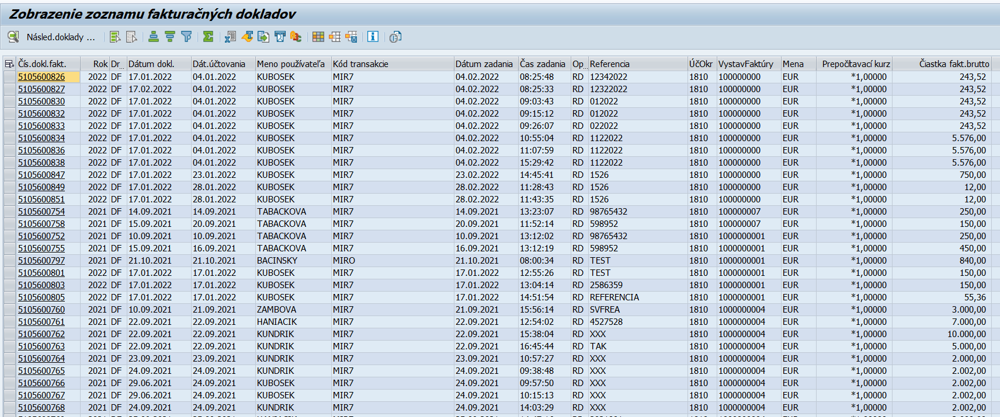 Zobrazenie zoznamu fakturačných dokladov
Násled.doklady ...
Čís.dokl.fakt. Rok Dr... Dátum dokl. Dát.účtovania Meno používateľa Kód transakcie Dátum zadania Čas zadania Op... Referencia ÚčOkr VystavFaktúry Mena Prepočítavací kurz Čiastka fakt.brutto
5105600826 2022 DF 17.01.2022 04.01.2022 KUBOSEK MIR7 04.02.2022 08:25:48 RD 12342022 1810 100000000 EUR *1,00000 243,52
5105600827 2022 DF 17.02.2022 04.01.2022 KUBOSEK MIR7 04.02.2022 08:25:33 RD 12322022 1810 100000000 EUR *1,00000 243,52
5105600830 2022 DF 17.01.2022 04.01.2022 KUBOSEK MIR7 04.02.2022 09:03:43 RD 012022 1810 100000000 EUR *1,00000 243,52
5105600832 2022 DF 17.01.2022 04.01.2022 KUBOSEK MIR7 04.02.2022 09:15:12 RD 012022 1810 100000000 EUR *1,00000 243,52
5105600833 2022 DF 17.01.2022 04.01.2022 KUBOSEK MIR7 04.02.2022 09:26:07 RD 022022 1810 100000000 EUR *1,00000 243,52
5105600834 2022 DF 17.01.2022 04.01.2022 KUBOSEK MIR7 04.02.2022 10:55:04 RD 1122022 1810 100000000 EUR *1,00000 5.576,00
5105600836 2022 DF 17.01.2022 04.01.2022 KUBOSEK MIR7 04.02.2022 11:07:59 RD 1122022 1810 100000000 EUR *1,00000 5.576,00
5105600838 2022 DF 17.01.2022 04.01.2022 KUBOSEK MIR7 04.02.2022 15:29:42 RD 1122022 1810 100000000 EUR *1,00000 5.576,00
5105600847 2022 DF 17.01.2022 23.01.2022 KUBOSEK MIR7 23.02.2022 14:45:41 RD 1526 1810 100000000 EUR *1,00000 750,00
5105600849 2022 DF 17.01.2022 28.01.2022 KUBOSEK MIR7 28.02.2022 11:28:43 RD 1526 1810 100000000 EUR *1,00000 12,00
5105600851 2022 DF 17.01.2022 28.01.2022 KUBOSEK MIR7 28.02.2022 11:43:35 RD 1526 1810 100000000 EUR *1,00000 12,00
5105600754 2021 DF 14.09.2021 14.09.2021 TABACKOVA MIR7 14.09.2021 13:23:07 RD 98765432 1810 100000007 EUR *1,00000 250,00
5105600758 2021 DF 15.09.2021 20.09.2021 TABACKOVA MIR7 20.09.2021 11:52:14 RD 598952 1810 100000007 EUR *1,00000 150,00
5105600752 2021 DF 10.09.2021 10.09.2021 TABACKOVA MIR7 10.09.2021 13:12:02 RD 98765432 1810 1000000001 EUR *1,00000 250,00
5105600755 2021 DF 15.09.2021 16.09.2021 TABACKOVA MIR7 16.09.2021 13:12:19 RD 598952 1810 1000000001 EUR *1,00000 450,00
5105600797 2021 DF 21.10.2021 21.10.2021 BACINSKY MIRO 21.10.2021 08:00:34 RD TEST 1810 1000000001 EUR *1,00000 840,00
5105600801 2022 DF 17.01.2022 17.01.2022 KUBOSEK MIR7 17.01.2022 12:55:26 RD TEST 1810 1000000001 EUR *1,00000 150,00
5105600803 2022 DF 17.01.2022 17.01.2022 KUBOSEK MIR7 17.01.2022 13:04:14 RD 2586359 1810 1000000001 EUR *1,00000 150,00
5105600805 2022 DF 17.01.2022 17.01.2022 KUBOSEK MIR7 17.01.2022 14:51:54 RD REFERENCIA 1810 1000000001 EUR *1,00000 55,36
5105600760 2021 DF 10.09.2021 21.09.2021 ZAMBOVA MIR7 21.09.2021 15:56:14 RD SVFREA 1810 1000000004 EUR *1,00000 3.000,00
5105600761 2021 DF 22.09.2021 22.09.2021 HANIACIK MIR7 22.09.2021 12:54:02 RD 4527528 1810 1000000004 EUR *1,00000 7.000,00
5105600762 2021 DF 22.09.2021 22.09.2021 KUNDRIK MIR7 22.09.2021 15:38:04 RD XXX 1810 1000000004 EUR *1,00000 10.000,00
5105600763 2021 DF 22.09.2021 22.09.2021 KUNDRIK MIR7 22.09.2021 16:45:44 RD TAK 1810 1000000004 EUR *1,00000 5.000,00
5105600764 2021 DF 23.09.2021 23.09.2021 KUNDRIK MIR7 23.09.2021 10:57:27 RD XXX 1810 1000000004 EUR *1,00000 2.000,00
5105600765 2021 DF 24.09.2021 24.09.2021 KUNDRIK MIR7 24.09.2021 09:38:48 RD XXX 1810 1000000004 EUR *1,00000 2.002,00
5105600766 2021 DF 29.06.2021 24.09.2021 KUBOSEK MIR7 24.09.2021 09:57:50 RD XXX 1810 1000000004 EUR *1,00000 2.002,00
5105600767 2021 DF 29.06.2021 24.09.2021 KUBOSEK MIR7 24.09.2021 10:15:13 RD XXX 1810 1000000004 EUR *1,00000 2.002,00
5105600768 2021 DF 24.09.2021 24.09.2021 KUNDRIK MIR7 24.09.2021 14:03:29 RD XXX 1810 1000000004 EUR *1,00000 2.002,00